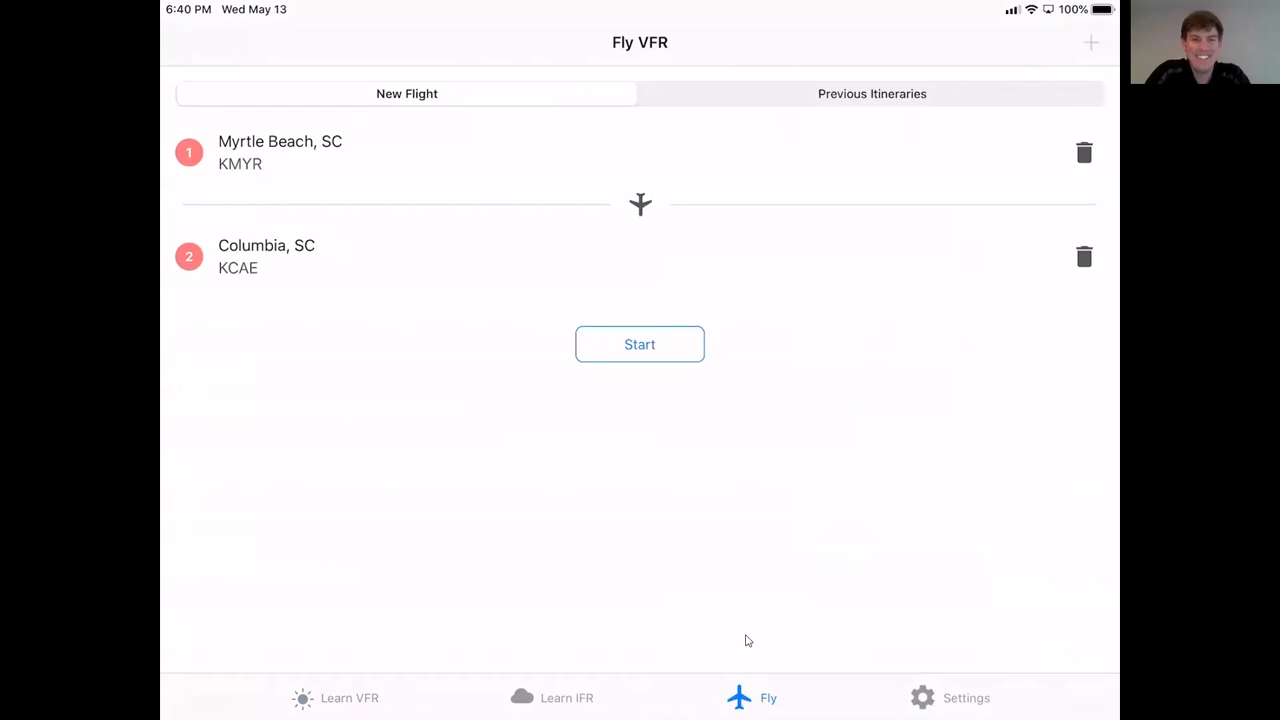 6:40 PM Wed May 13
100%
Fly VFR
New Flight
Previous Itineraries
1
Myrtle Beach, SC
KMYR
2
Columbia, SC
KCAE
Start
Learn VFR
Learn IFR
Fly
Settings